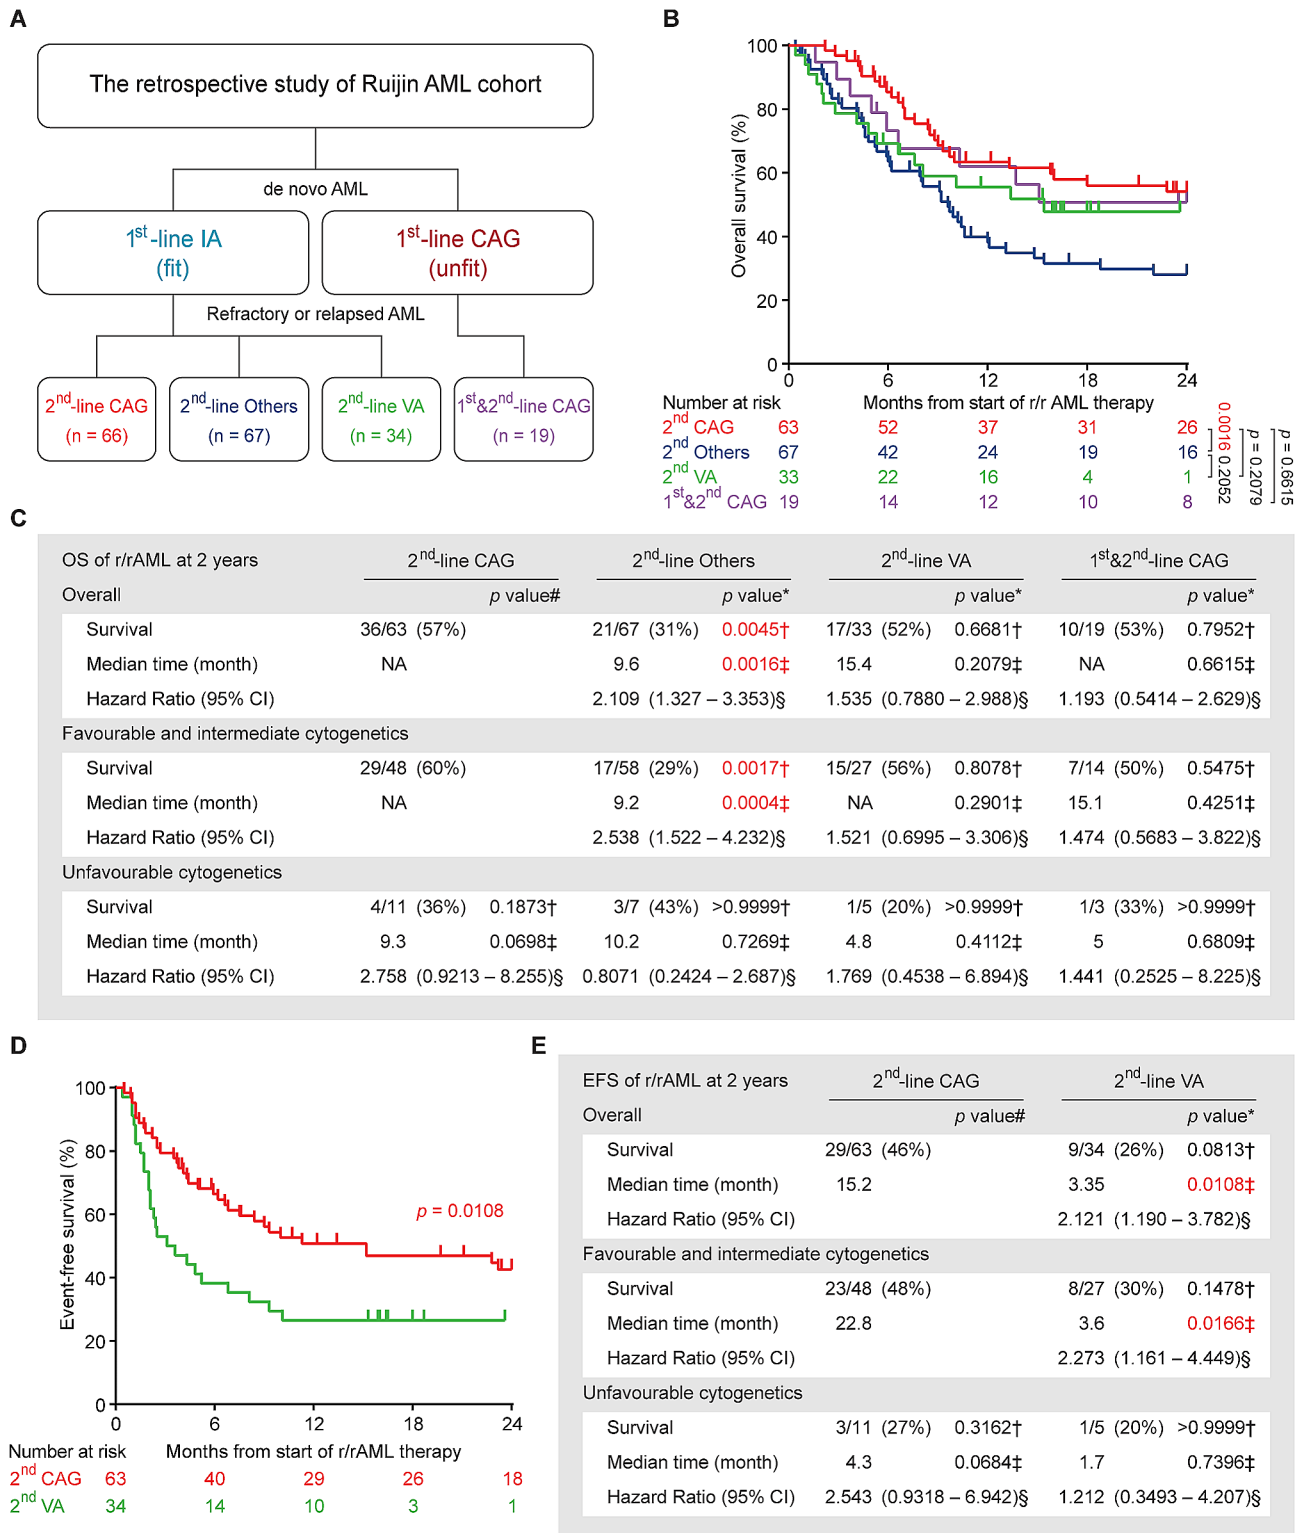 A
The retrospective study of Ruijin AML cohort
de novo AML
1st-line IA
(fit)
1st-line CAG
(unfit)
Refractory or relapsed AML
2nd-line CAG
(n = 66)
2nd-line Others
(n = 67)
2nd-line VA
(n = 34)
1st&2nd-line CAG
(n = 19)
B
Overall survival (%)
100
80
60
40
20
0
0 6 12 18 24
Number at risk Months from start of r/r AML therapy
2nd CAG 63 52 37 31 26
2nd Others 67 42 24 19 16
2nd VA 33 22 16 4 1
1st&2nd CAG 19 14 12 10 8
0.0016
0.2052
p = 0.2079
p = 0.6615
C
OS of r/rAML at 2 years 2nd-line CAG 2nd-line Others 2nd-line VA 1st&2nd-line CAG
Overall p value# p value* p value* p value*
Survival 36/63 (57%) 21/67 (31%) 0.0045† 17/33 (52%) 0.6681† 10/19 (53%) 0.7952†
Median time (month) NA 9.6 0.0016‡ 15.4 0.2079‡ NA 0.6615‡
Hazard Ratio (95% CI) 2.109 (1.327 – 3.353)§ 1.535 (0.7880 – 2.988)§ 1.193 (0.5414 – 2.629)§
Favourable and intermediate cytogenetics
Survival 29/48 (60%) 17/58 (29%) 0.0017† 15/27 (56%) 0.8078† 7/14 (50%) 0.5475†
Median time (month) NA 9.2 0.0004‡ NA 0.2901‡ 15.1 0.4251‡
Hazard Ratio (95% CI) 2.538 (1.522 – 4.232)§ 1.521 (0.6995 – 3.306)§ 1.474 (0.5683 – 3.822)§
Unfavourable cytogenetics
Survival 4/11 (36%) 0.1873† 3/7 (43%) >0.9999† 1/5 (20%) >0.9999† 1/3 (33%) >0.9999†
Median time (month) 9.3 0.0698‡ 10.2 0.7269‡ 4.8 0.4112‡ 5 0.6809‡
Hazard Ratio (95% CI) 2.758 (0.9213 – 8.255)§ 0.8071 (0.2424 – 2.687)§ 1.769 (0.4538 – 6.894)§ 1.441 (0.2525 – 8.225)§
D
Event-free survival (%)
100
80
60
40
20
0
p = 0.0108
0 6 12 18 24
Number at risk Months from start of r/rAML therapy
2nd CAG 63 40 29 26 18
2nd VA 34 14 10 3 1
E
EFS of r/rAML at 2 years 2nd-line CAG 2nd-line VA
Overall p value# p value*
Survival 29/63 (46%) 9/34 (26%) 0.0813†
Median time (month) 15.2 3.35 0.0108‡
Hazard Ratio (95% CI) 2.121 (1.190 – 3.782)§
Favourable and intermediate cytogenetics
Survival 23/48 (48%) 8/27 (30%) 0.1478†
Median time (month) 22.8 3.6 0.0166‡
Hazard Ratio (95% CI) 2.273 (1.161 – 4.449)§
Unfavourable cytogenetics
Survival 3/11 (27%) 0.3162† 1/5 (20%) >0.9999†
Median time (month) 4.3 0.0684‡ 1.7 0.7396‡
Hazard Ratio (95% CI) 2.543 (0.9318 – 6.942)§ 1.212 (0.3493 – 4.207)§